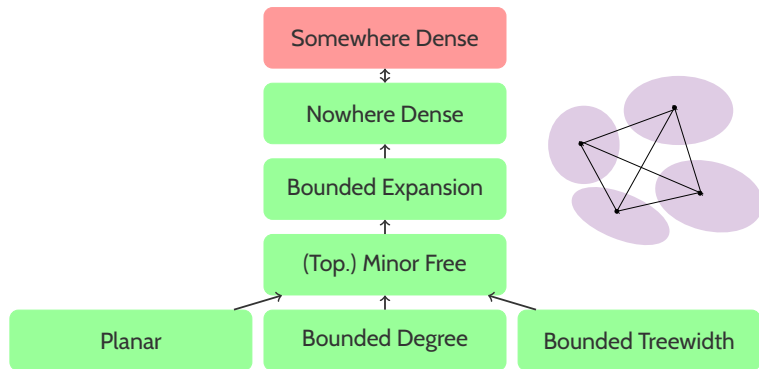 Somewhere Dense
Nowhere Dense
Bounded Expansion
(Top.) Minor Free
Planar
Bounded Degree
Bounded Treewidth